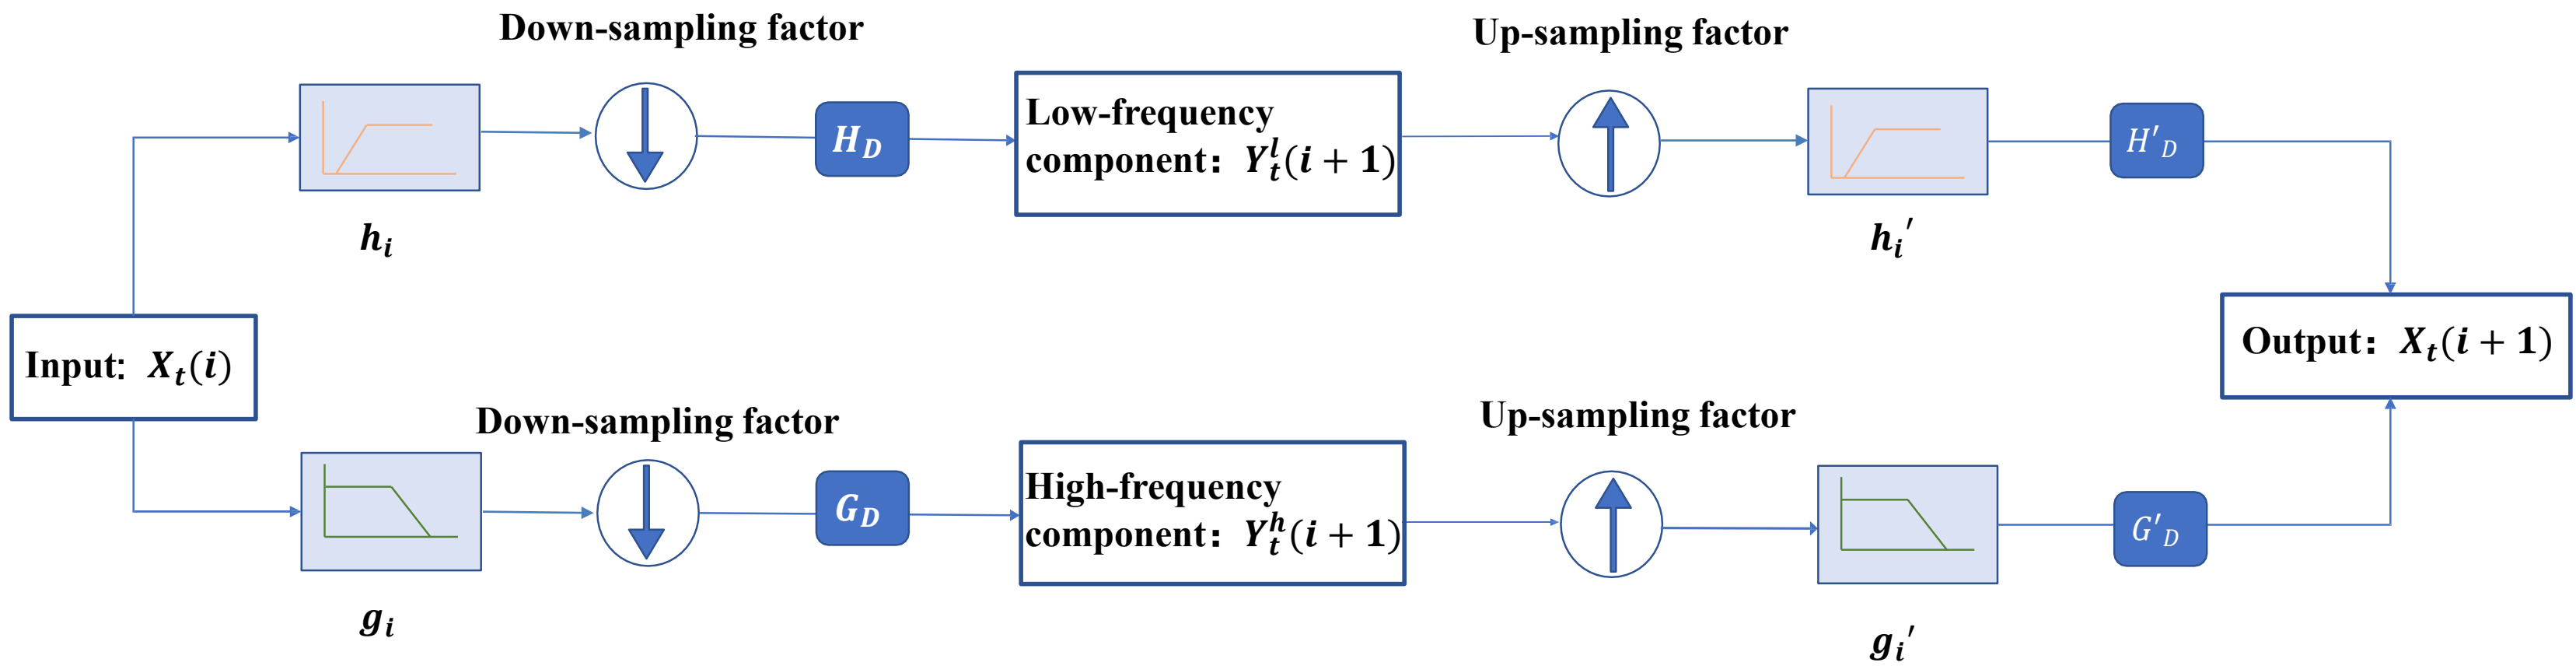 Down-sampling factor
Up-sampling factor
H_D
Low-frequency
component: Y_t^l(i + 1)
H'_D
h_i
h_i'
Input: X_t(i)
Output: X_t(i + 1)
Down-sampling factor
Up-sampling factor
G_D
High-frequency
component: Y_t^h(i + 1)
G'_D
g_i
g_i'